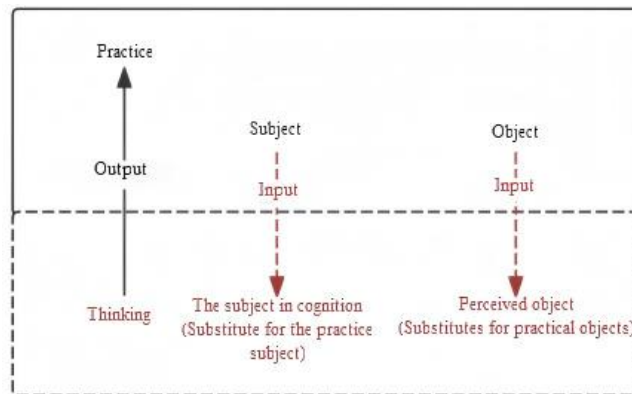 Practice
Subject
Object
Output
Input
Input
Thinking
The subject in cognition
(Substitute for the practice
subject)
Perceived object
(Substitutes for practical objects)